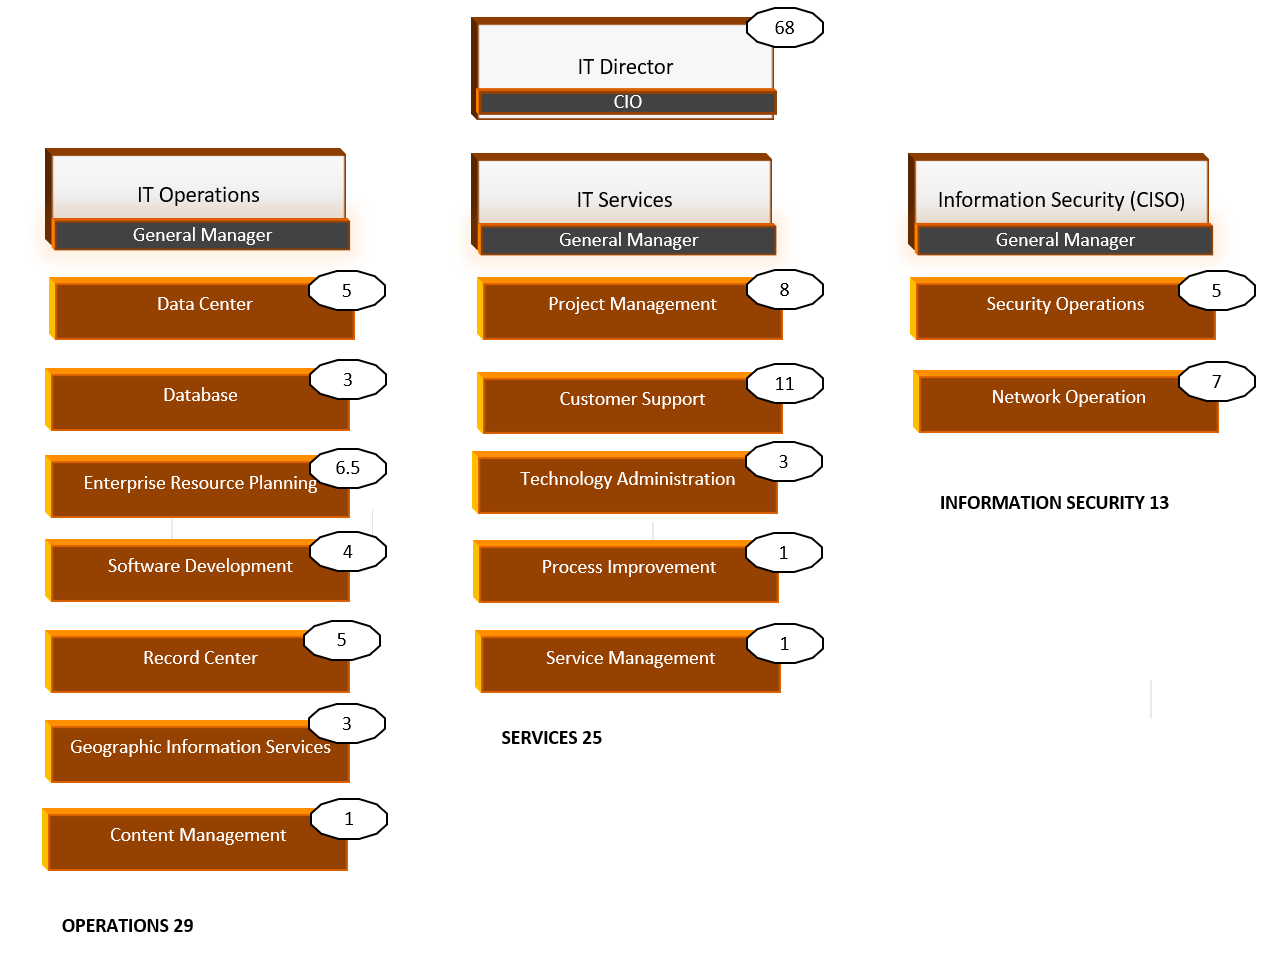 68
IT Director
CIO
IT Operations
General Manager
Data Center
5
Database
3
Enterprise Resource Planning
6.5
Software Development
4
Record Center
5
Geographic Information Services
3
Content Management
1
OPERATIONS 29
IT Services
General Manager
Project Management
8
Customer Support
11
Technology Administration
3
Process Improvement
1
Service Management
1
SERVICES 25
Information Security (CISO)
General Manager
Security Operations
5
Network Operation
7
INFORMATION SECURITY 13